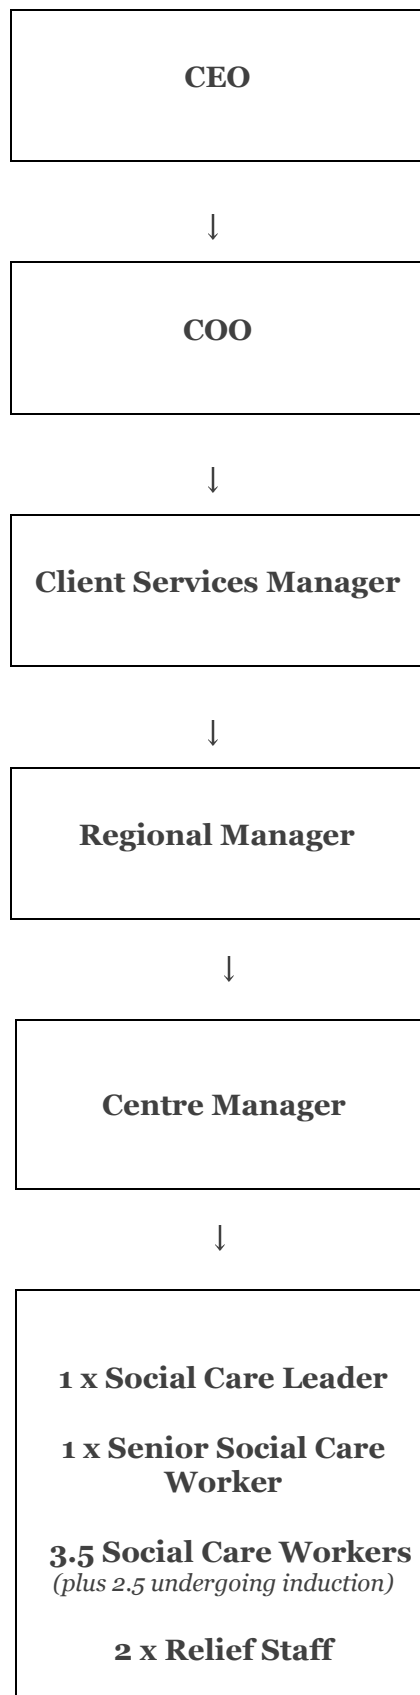 CEO
↓
COO
↓
Client Services Manager
↓
Regional Manager
↓
Centre Manager
↓
1 x Social Care Leader
1 x Senior Social Care
Worker
3.5 Social Care Workers
(plus 2.5 undergoing induction)
2 x Relief Staff